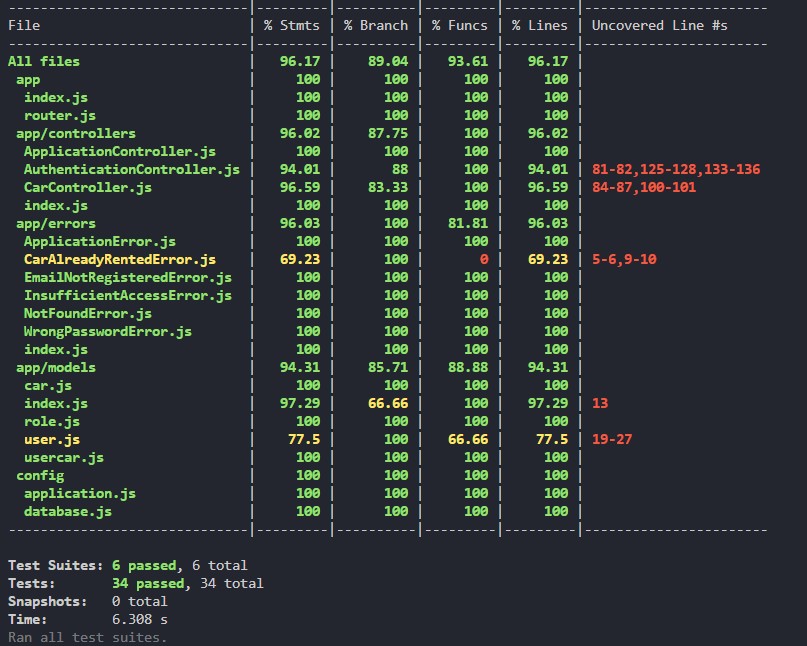 -----------------------------|---------|----------|---------|---------|-----------------------
File                         | % Stmts | % Branch | % Funcs | % Lines | Uncovered Line #s
-----------------------------|---------|----------|---------|---------|-----------------------
All files                    |   96.17 |    89.04 |   93.61 |   96.17 |
 app                         |     100 |      100 |     100 |     100 |
  index.js                   |     100 |      100 |     100 |     100 |
  router.js                  |     100 |      100 |     100 |     100 |
 app/controllers             |   96.02 |    87.75 |     100 |   96.02 |
  ApplicationController.js   |     100 |      100 |     100 |     100 |
  AuthenticationController.js |   94.01 |       88 |     100 |   94.01 | 81-82,125-128,133-136
  CarController.js           |   96.59 |    83.33 |     100 |   96.59 | 84-87,100-101
  index.js                   |     100 |      100 |     100 |     100 |
 app/errors                  |   96.03 |      100 |   81.81 |   96.03 |
  ApplicationError.js        |     100 |      100 |     100 |     100 |
  CarAlreadyRentedError.js   |   69.23 |      100 |       0 |   69.23 | 5-6,9-10
  EmailNotRegisteredError.js |     100 |      100 |     100 |     100 |
  InsufficientAccessError.js |     100 |      100 |     100 |     100 |
  NotFoundError.js           |     100 |      100 |     100 |     100 |
  WrongPasswordError.js      |     100 |      100 |     100 |     100 |
  index.js                   |     100 |      100 |     100 |     100 |
 app/models                  |   94.31 |    85.71 |   88.88 |   94.31 |
  car.js                     |     100 |      100 |     100 |     100 |
  index.js                   |   97.29 |    66.66 |     100 |   97.29 | 13
  role.js                    |     100 |      100 |     100 |     100 |
  user.js                    |    77.5 |      100 |   66.66 |    77.5 | 19-27
  usercar.js                 |     100 |      100 |     100 |     100 |
 config                      |     100 |      100 |     100 |     100 |
  application.js             |     100 |      100 |     100 |     100 |
  database.js                |     100 |      100 |     100 |     100 |
-----------------------------|---------|----------|---------|---------|-----------------------
Test Suites: 6 passed, 6 total
Tests:       34 passed, 34 total
Snapshots:   0 total
Time:        6.308 s
Ran all test suites.